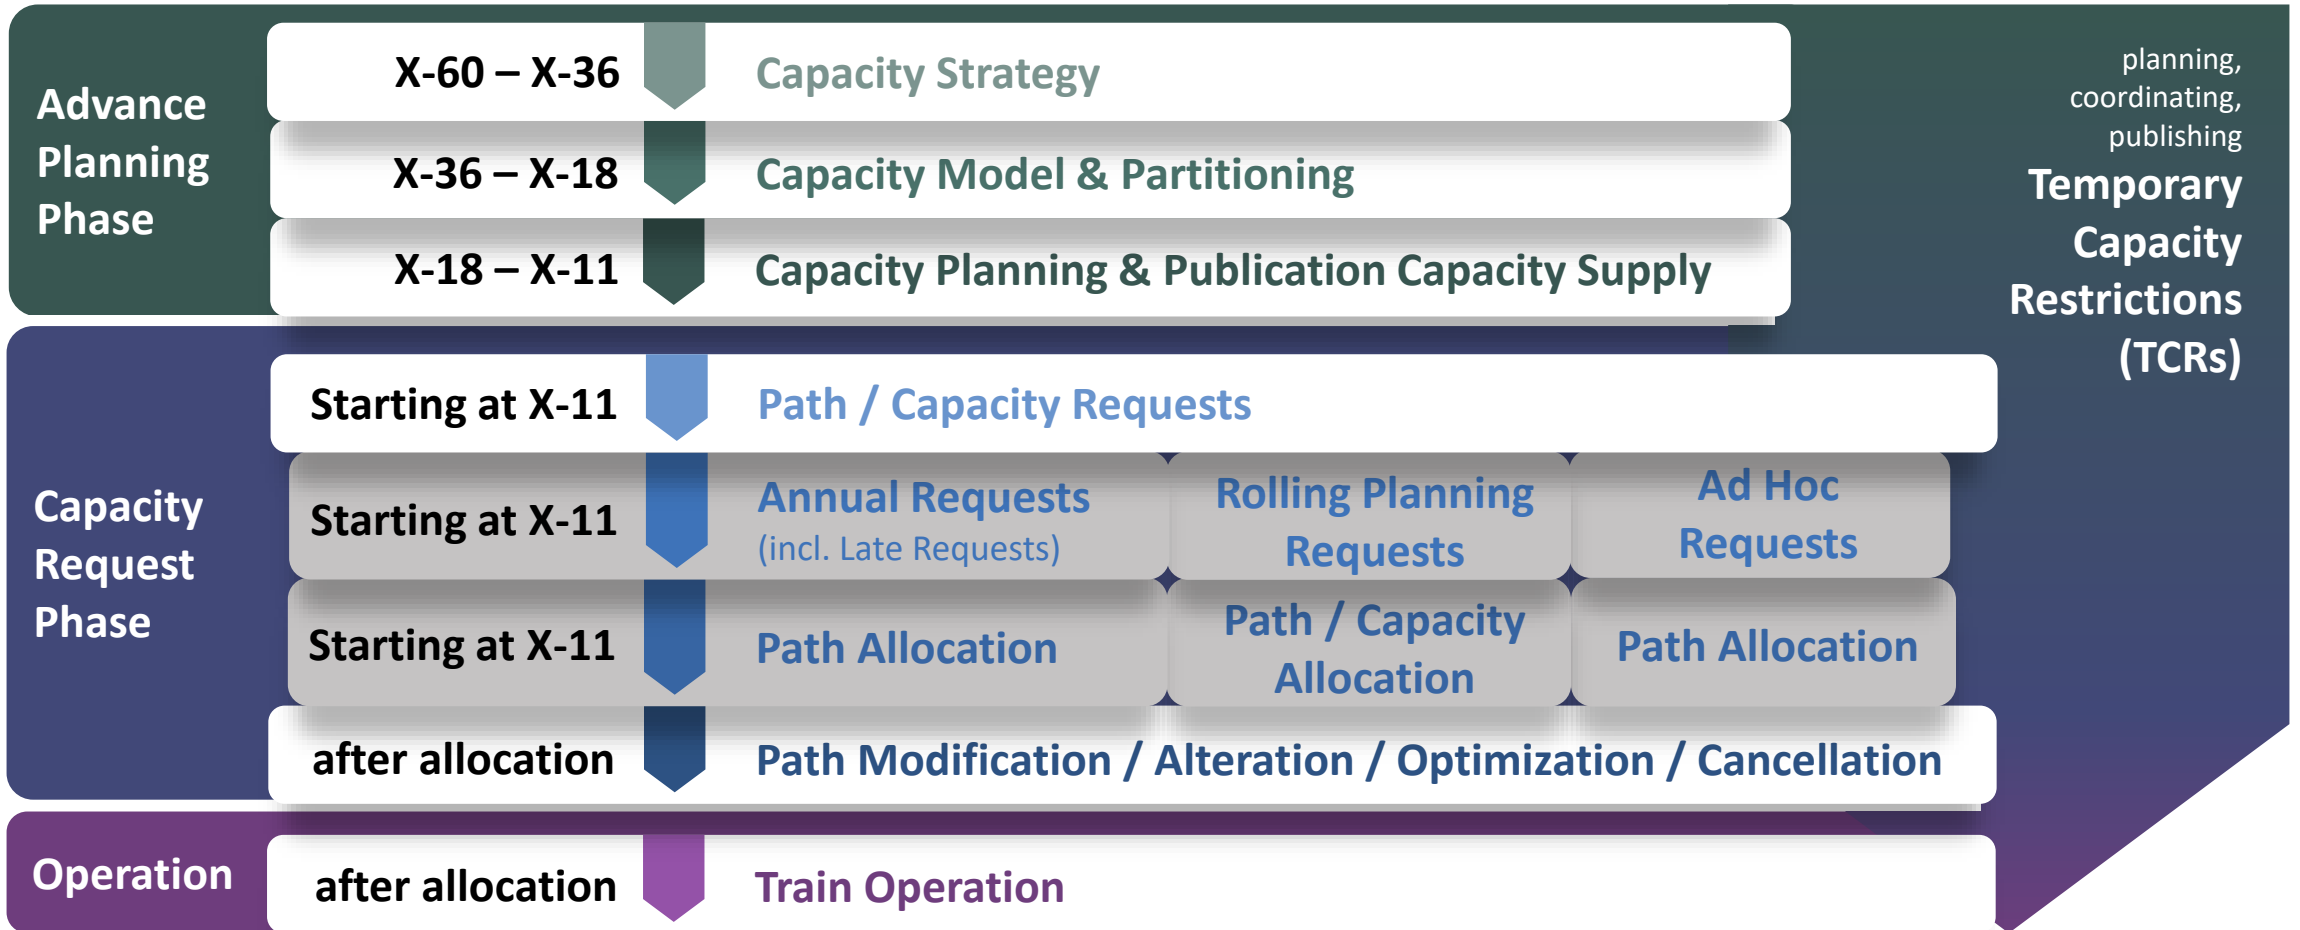 Advance
Planning
Phase
X-60 – X-36
Capacity Strategy
X-36 – X-18
Capacity Model & Partitioning
X-18 – X-11
Capacity Planning & Publication Capacity Supply
planning,
coordinating,
publishing
Temporary
Capacity
Restrictions
(TCRs)
Capacity
Request
Phase
Starting at X-11
Path / Capacity Requests
Starting at X-11
Annual Requests
(incl. Late Requests)
Rolling Planning
Requests
Ad Hoc
Requests
Starting at X-11
Path Allocation
Path / Capacity
Allocation
Path Allocation
after allocation
Path Modification / Alteration / Optimization / Cancellation
Operation
after allocation
Train Operation